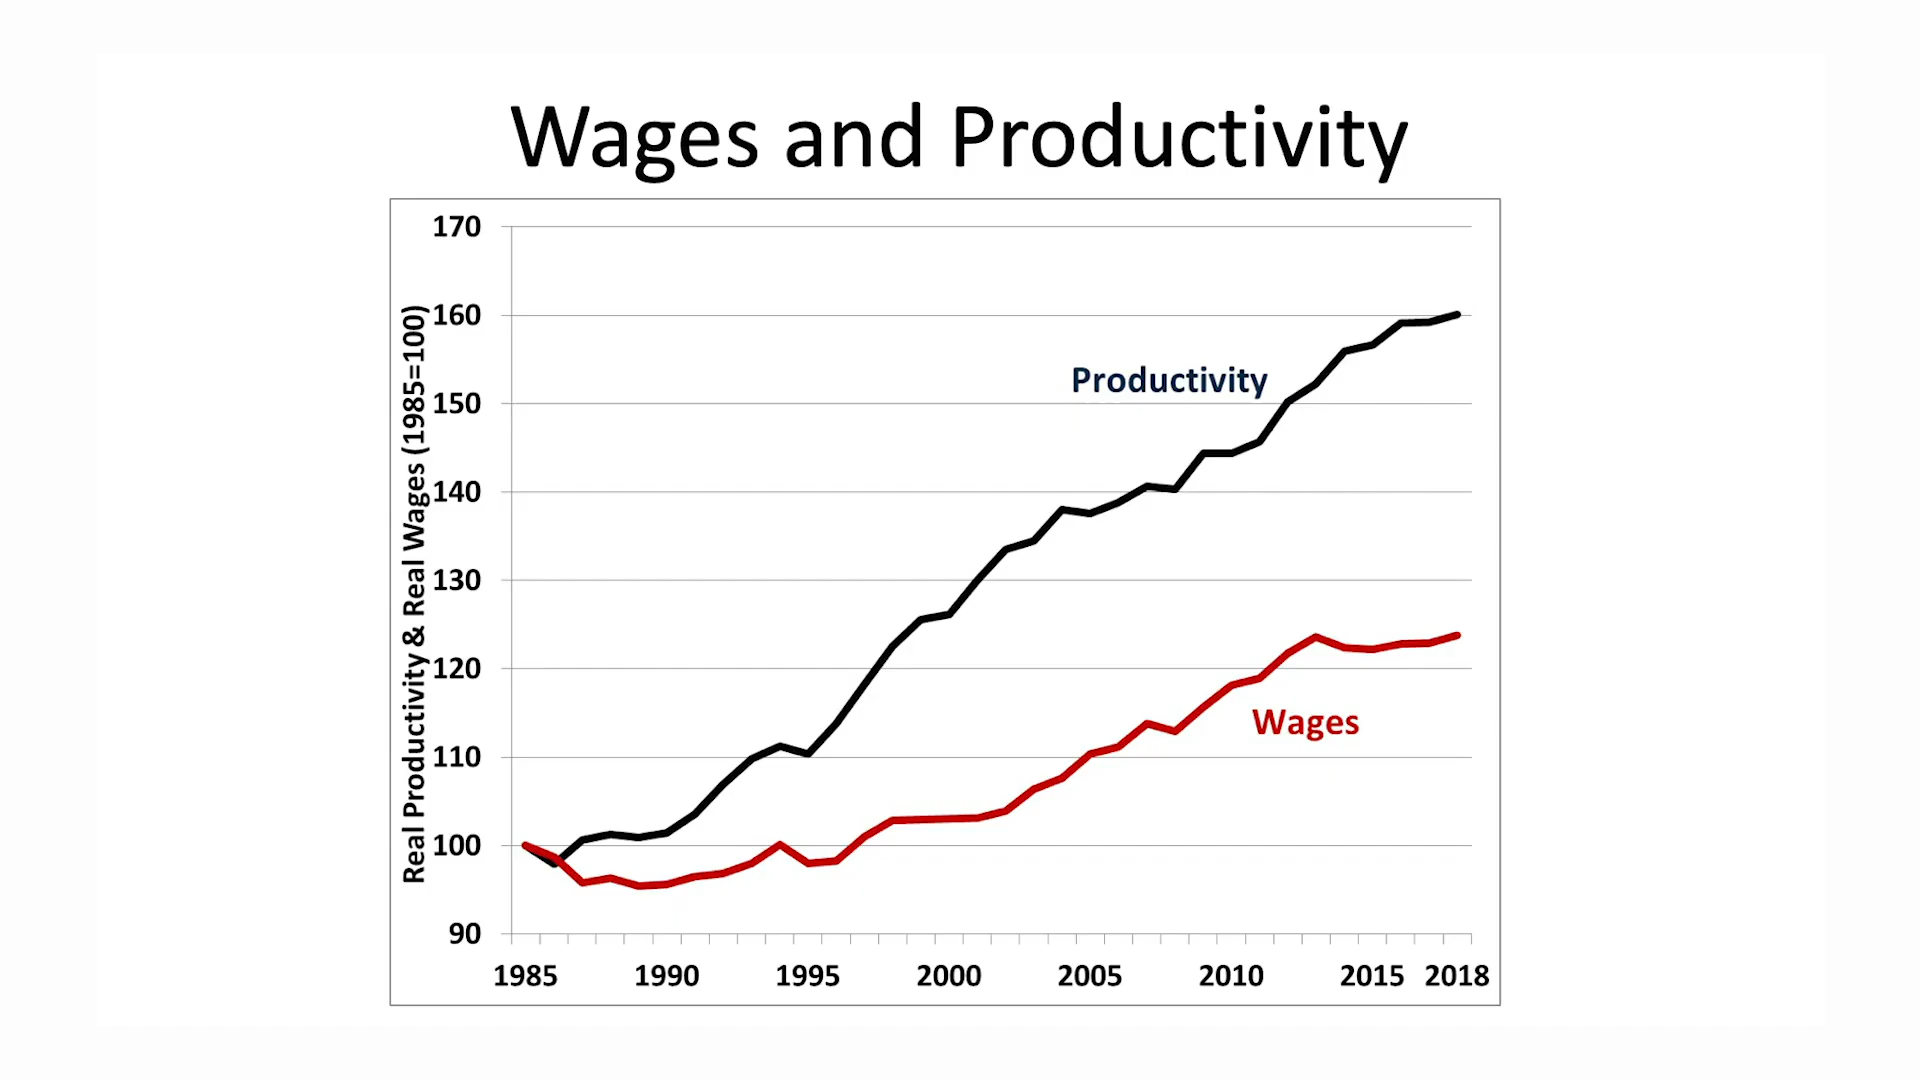 Wages and Productivity
Real Productivity & Real Wages (1985=100)
170
160
150
140
130
120
110
100
90
Productivity
Wages
1985 1990 1995 2000 2005 2010 2015 2018